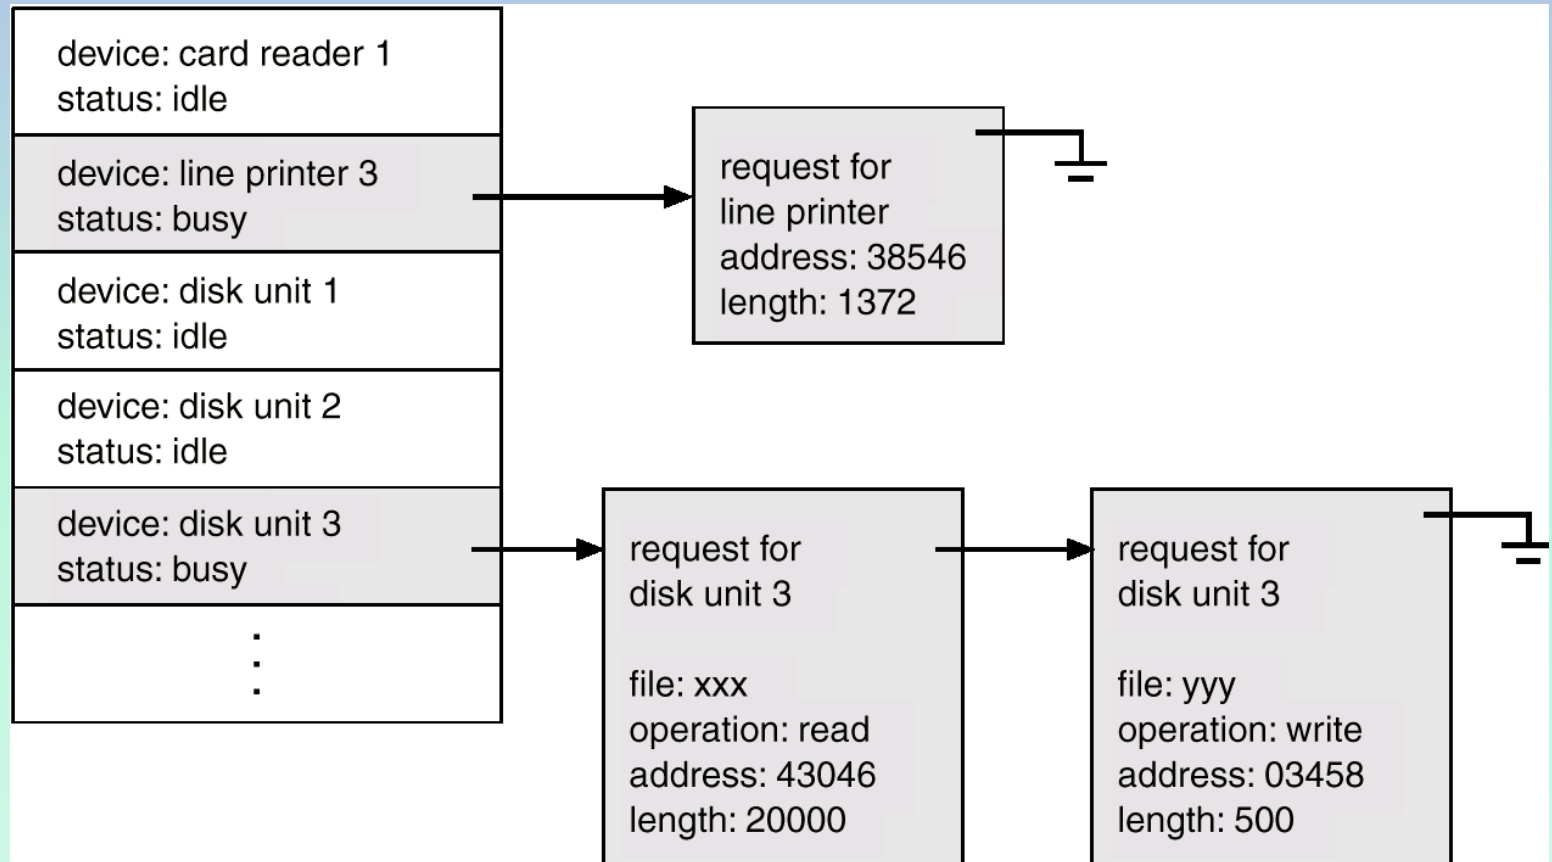 device: card reader 1
status: idle
device: line printer 3
status: busy
device: disk unit 1
status: idle
device: disk unit 2
status: idle
device: disk unit 3
status: busy
request for
line printer
address: 38546
length: 1372
request for
disk unit 3
file: xxx
operation: read
address: 43046
length: 20000
request for
disk unit 3
file: yyy
operation: write
address: 03458
length: 500